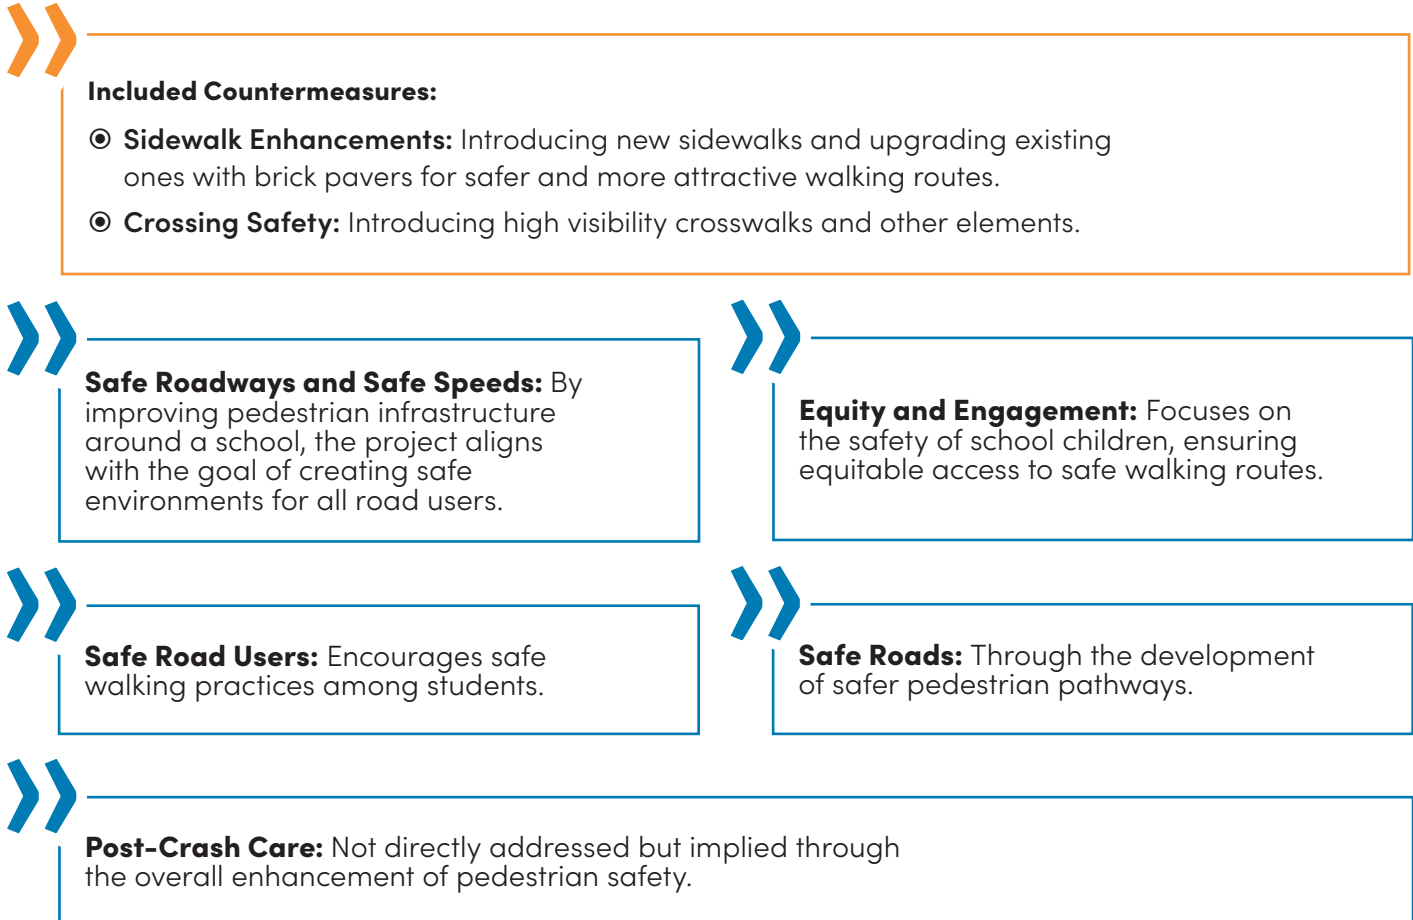 Included Countermeasures:
Sidewalk Enhancements: Introducing new sidewalks and upgrading existing
ones with brick pavers for safer and more attractive walking routes.
Crossing Safety: Introducing high visibility crosswalks and other elements.
Safe Roadways and Safe Speeds: By
improving pedestrian infrastructure
around a school, the project aligns
with the goal of creating safe
environments for all road users.
Equity and Engagement: Focuses on
the safety of school children, ensuring
equitable access to safe walking routes.
Safe Road Users: Encourages safe
walking practices among students.
Safe Roads: Through the development
of safer pedestrian pathways.
Post-Crash Care: Not directly addressed but implied through
the overall enhancement of pedestrian safety.